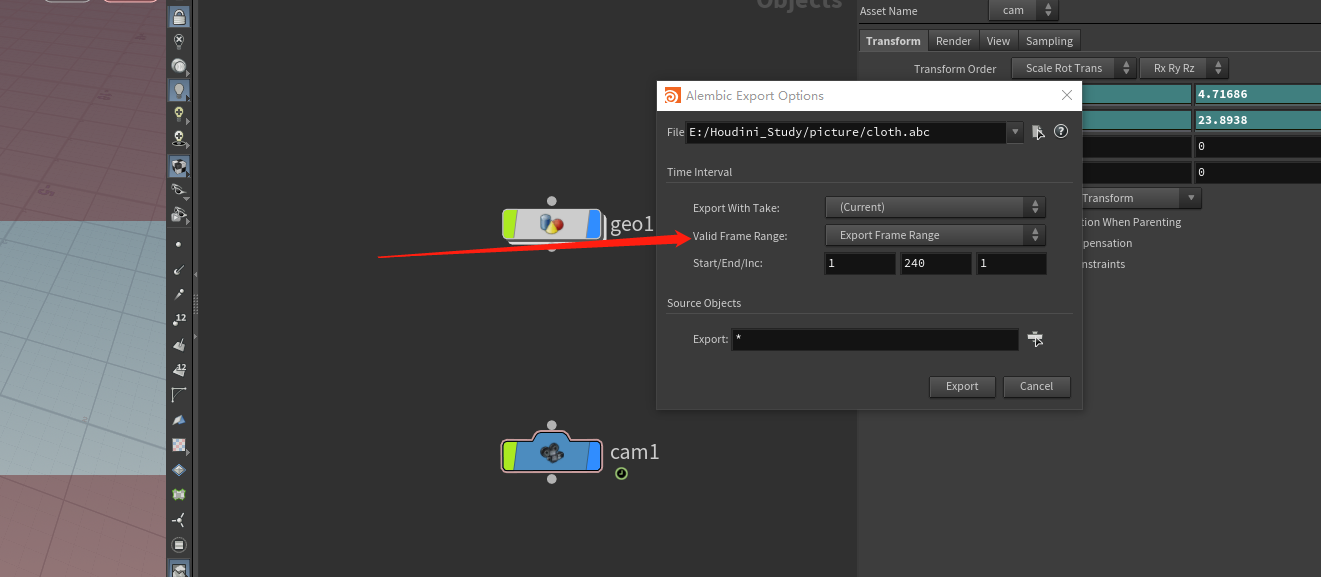 Objects
Asset Name cam
Transform Render View Sampling
Transform Order Scale Rot Trans Rx Ry Rz
4.71686
23.8938
0
0
Transform
tion When Parenting
pensation
nstraints
Alembic Export Options
File E:/Houdini_Study/picture/cloth.abc
Time Interval
Export With Take: (Current)
Valid Frame Range: Export Frame Range
Start/End/Inc: 1 240 1
Source Objects
Export: *
Export Cancel
geo1
cam1
12
12